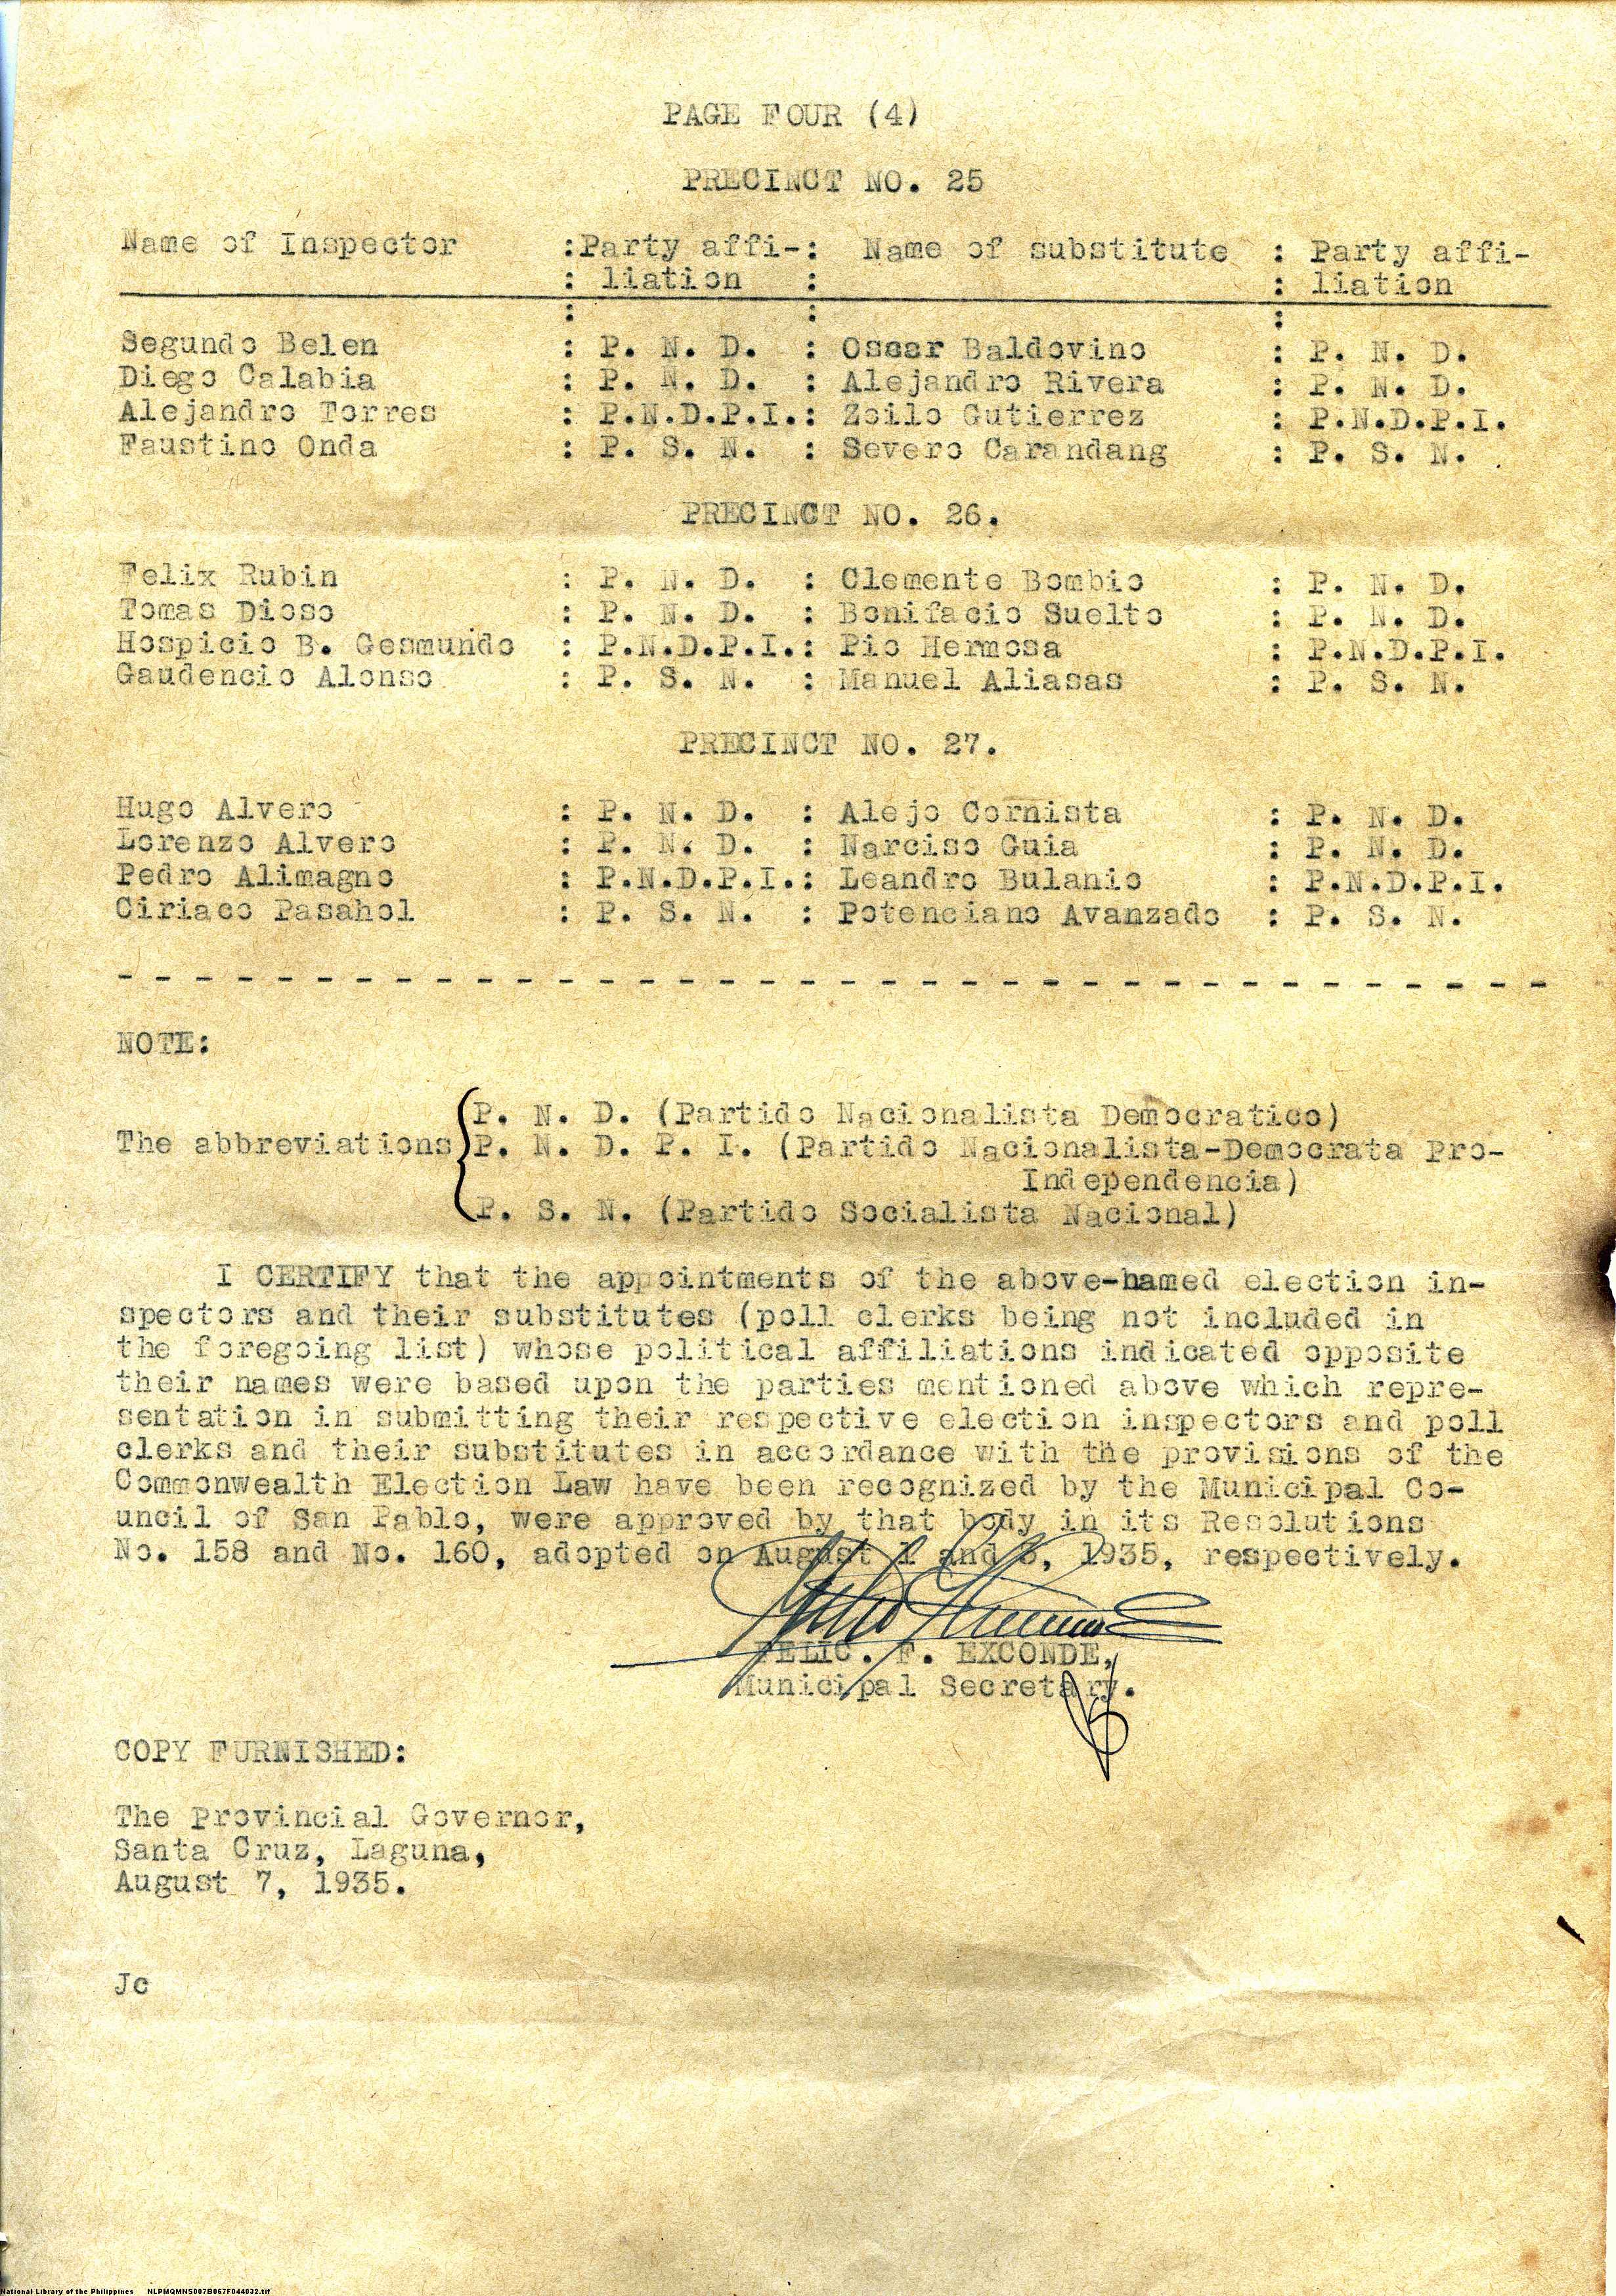 PAGE FOUR (4)
PRECINCT NO. 25
Name of Inspector :Party affi-: Name of substitute : Party affi-
: liation : : liation
: : :
Segundo Belen : P. N. D. : Oscar Baldovino : P. N. D.
Diego Calabia : P. N. D. : Alejandro Rivera : P. N. D.
Alejandro Torres : P.N.D.P.I.: Zoilo Gutierrez : P.N.D.P.I.
Faustino Onda : P. S. N. : Severo Carandang : P. S. N.
PRECINCT NO. 26.
Felix Rubin : P. N. D. : Clemente Bombio : P. N. D.
Tomas Dioso : P. N. D. : Bonifacio Suelto : P. N. D.
Hospicio B. Gesmundo : P.N.D.P.I.: Pio Hermosa : P.N.D.P.I.
Gaudencio Alonso : P. S. N. : Manuel Aliasas : P. S. N.
PRECINCT NO. 27.
Hugo Alvero : P. N. D. : Alejo Cornista : P. N. D.
Lorenzo Alvero : P. N. D. : Narciso Guia : P. N. D.
Pedro Alimagno : P.N.D.P.I.: Leandro Bulanio : P.N.D.P.I.
Ciriaco Pasahol : P. S. N. : Potenciano Avanzado : P. S. N.
- - - - - - - - - - - - - - - - - - - - - - - - - - - - - - - - - - - -
NOTE:
P. N. D. (Partido Nacionalista Democratico)
The abbreviations P. N. D. P. I. (Partido Nacionalista-Democrata Pro-
Independencia)
P. S. N. (Partido Socialista Nacional)
I CERTIFY that the appointments of the above-named election in-
spectors and their substitutes (poll clerks being not included in
the foregoing list) whose political affiliations indicated opposite
their names were based upon the parties mentioned above which repre-
sentation in submitting their respective election inspectors and poll
clerks and their substitutes in accordance with the provisions of the
Commonwealth Election Law have been recognized by the Municipal Co-
uncil of San Pablo, were approved by that body in its Resolutions
No. 158 and No. 160, adopted on August 1 and , 1935, respectively.
FELIC. F. EXCONDE,
Municipal Secretary.
COPY FURNISHED:
The Provincial Governor,
Santa Cruz, Laguna,
August 7, 1935.
Jc
National Library of the Philippines NLPMQMNS007B067F044032.tif